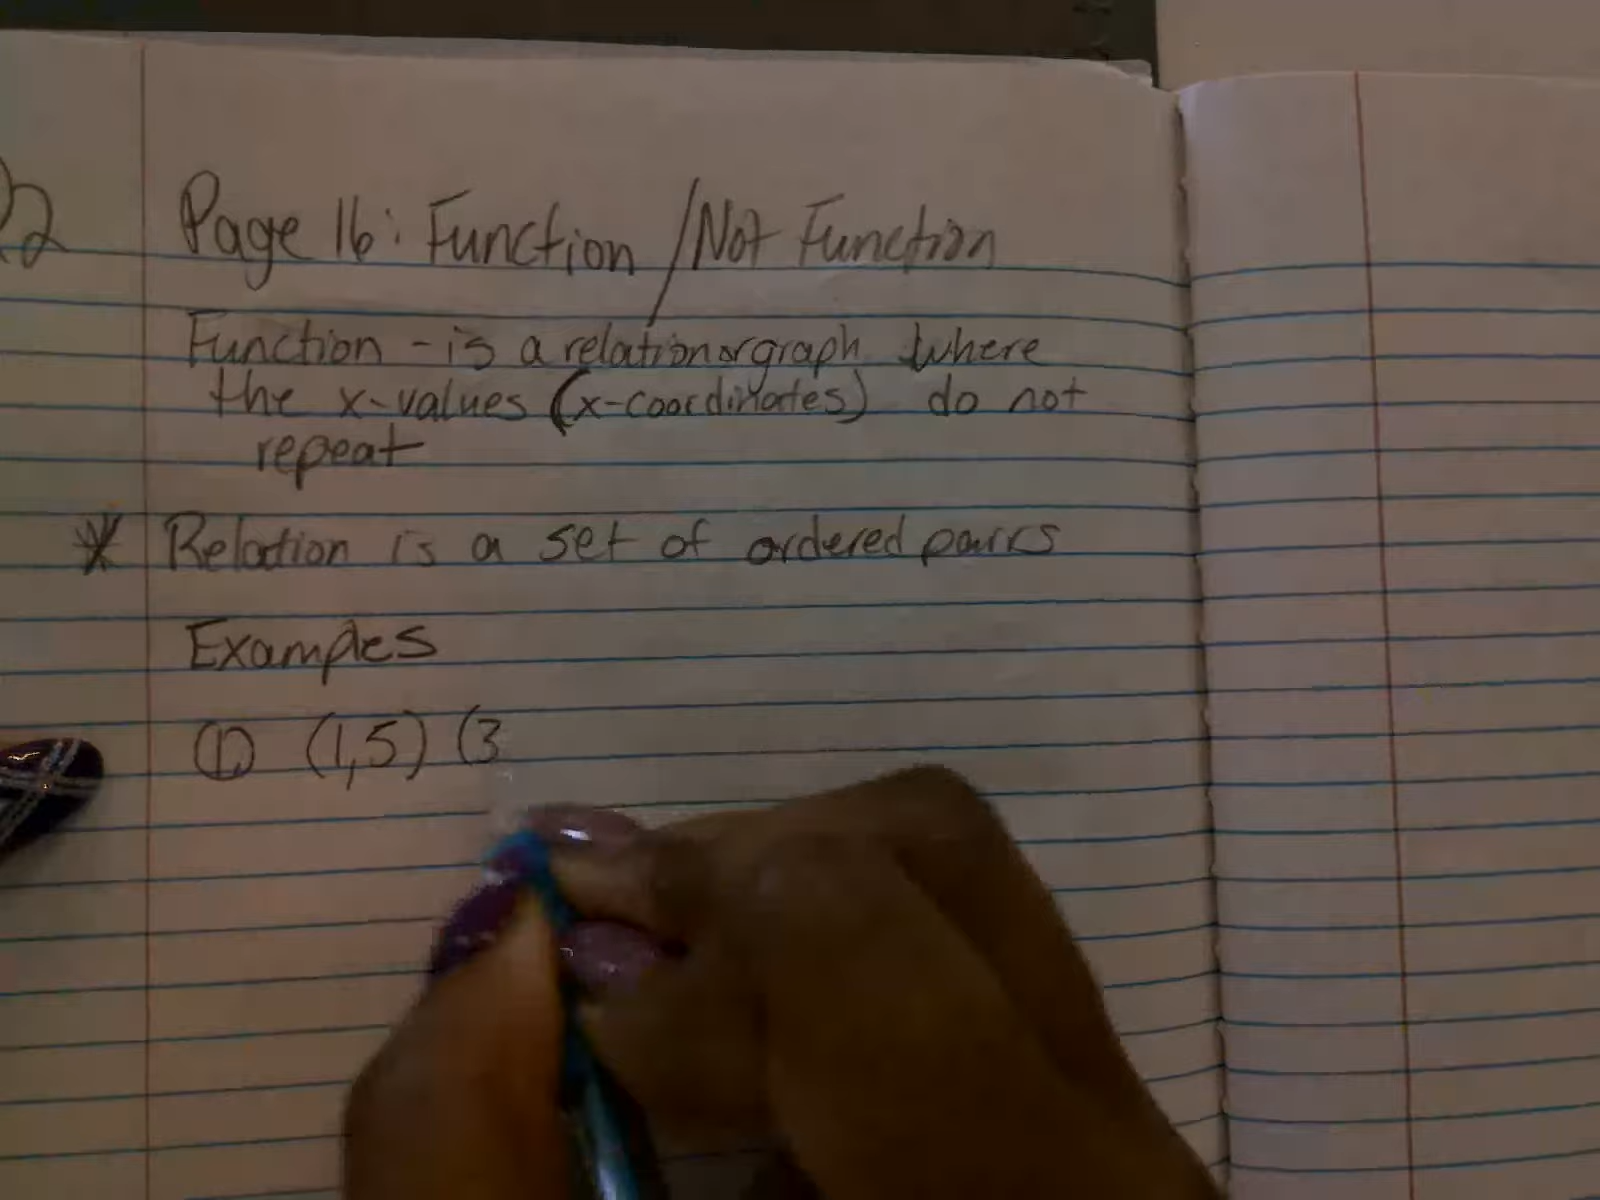 Q2
Page 16: Function / Not Function
Function - is a relation or graph where
the x-values (x-coordinates) do not
repeat
* Relation is a set of ordered pairs
Examples
① (1,5) (3